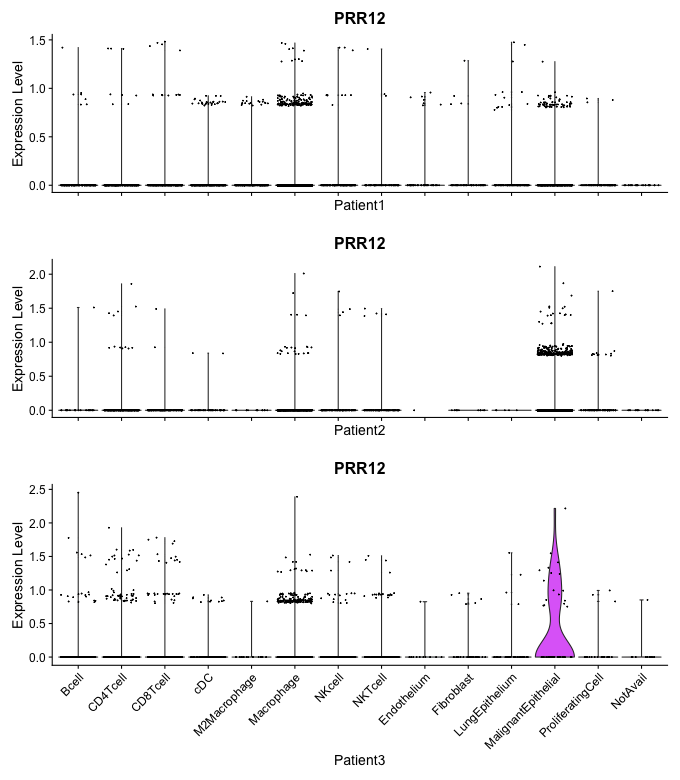 PRR12
Expression Level
1.5
1.0
0.5
0.0
Patient1
PRR12
Expression Level
2.0
1.5
1.0
0.5
0.0
Patient2
PRR12
Expression Level
2.5
2.0
1.5
1.0
0.5
0.0
Bcell
CD4Tcell
CD8Tcell
cDC
M2Macrophage
Macrophage
NKcell
NKTcell
Endothelium
Fibroblast
LungEpithelium
MalignantEpithelial
ProliferatingCell
NotAvail
Patient3